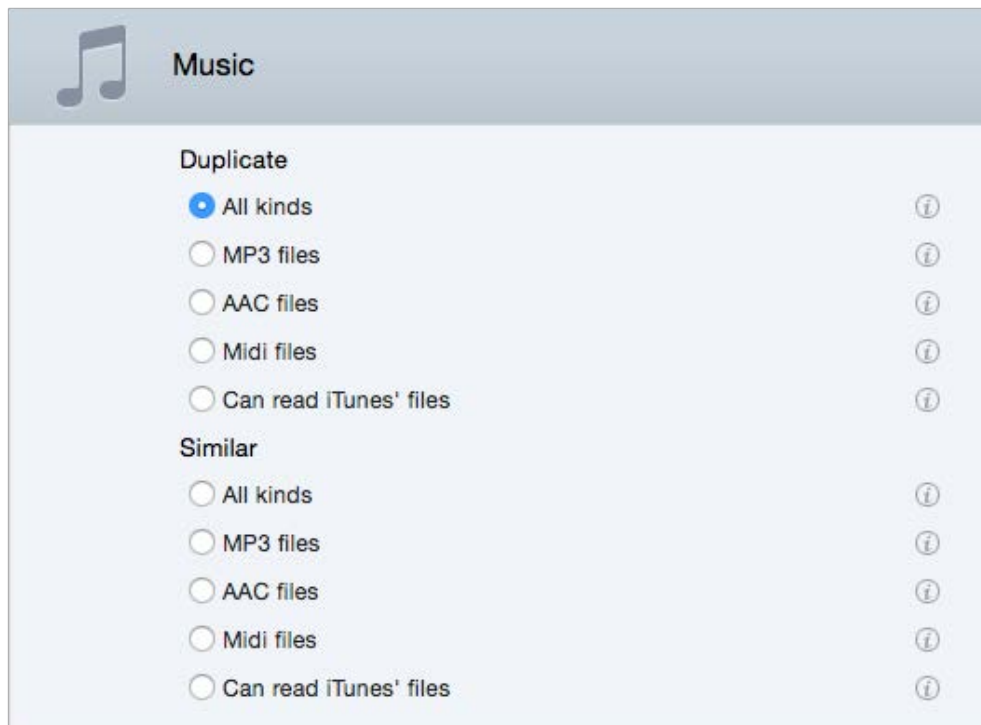 Music
Duplicate
All kinds
MP3 files
AAC files
Midi files
Can read iTunes' files
Similar
All kinds
MP3 files
AAC files
Midi files
Can read iTunes' files